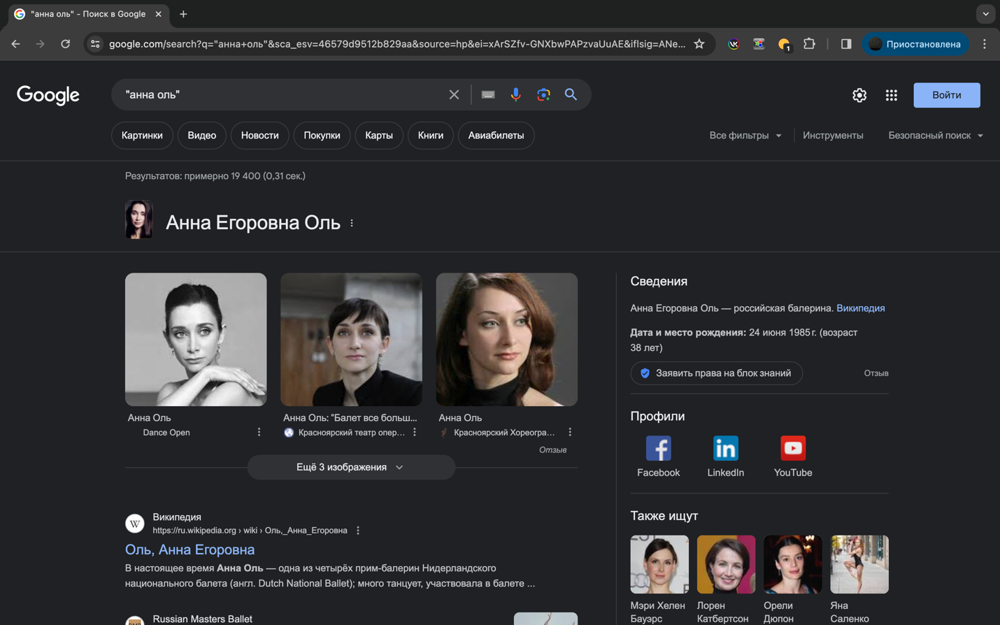 "анна оль" - Поиск в Google
google.com/search?q="анна+оль"&sca_esv=46579d9512b829aa&source=hp&ei=xArSZfv-GNXbwPAPzvaUuAE&iflsig=ANe...
1
Приостановлена
Google
"анна оль"
Войти
Картинки
Видео
Новости
Покупки
Карты
Книги
Авиабилеты
Все фильтры
Инструменты
Безопасный поиск
Результатов: примерно 19 400 (0,31 сек.)
Анна Егоровна Оль
Анна Оль
Dance Open
Анна Оль: "Балет все больш...
Красноярский театр опер...
Анна Оль
Красноярский Хореогра...
Отзыв
Ещё 3 изображения
W
Википедия
https://ru.wikipedia.org › wiki › Оль,_Анна_Егоровна
Оль, Анна Егоровна
В настоящее время Анна Оль — одна из четырёх прим-балерин Нидерландского
национального балета (англ. Dutch National Ballet); много танцует, участвовала в балете ...
Russian Masters Ballet
Сведения
Анна Егоровна Оль — российская балерина. Википедия
Дата и место рождения: 24 июня 1985 г. (возраст
38 лет)
Заявить права на блок знаний
Отзыв
Профили
Facebook
LinkedIn
YouTube
Также ищут
Мэри Хелен
Бауэрс
Лорен
Катбертсон
Орели
Дюпон
Яна
Саленко